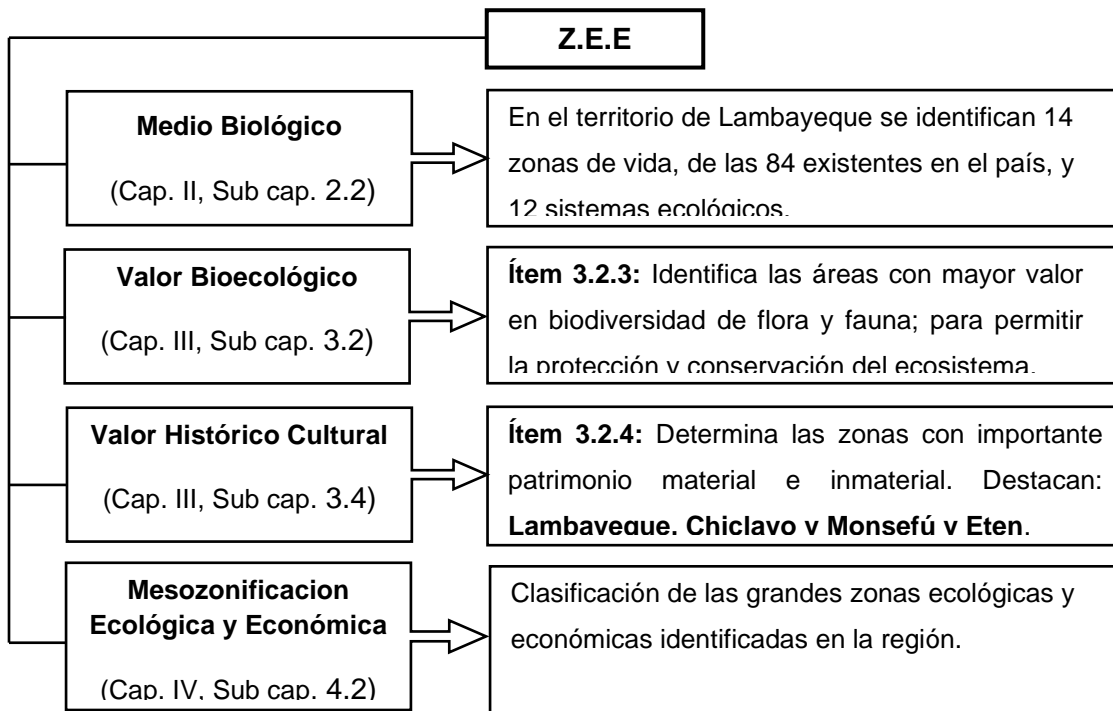 Z.E.E
Medio Biológico
(Cap. II, Sub cap. 2.2)
En el territorio de Lambayeque se identifican 14
zonas de vida, de las 84 existentes en el país, y
12 sistemas ecológicos.
Valor Bioecológico
(Cap. III, Sub cap. 3.2)
Ítem 3.2.3: Identifica las áreas con mayor valor
en biodiversidad de flora y fauna; para permitir
la protección y conservación del ecosistema.
Valor Histórico Cultural
(Cap. III, Sub cap. 3.4)
Ítem 3.2.4: Determina las zonas con importante
patrimonio material e inmaterial. Destacan:
Lambayeque, Chiclayo y Monsefú y Eten.
Mesozonificacion
Ecológica y Económica
(Cap. IV, Sub cap. 4.2)
Clasificación de las grandes zonas ecológicas y
económicas identificadas en la región.